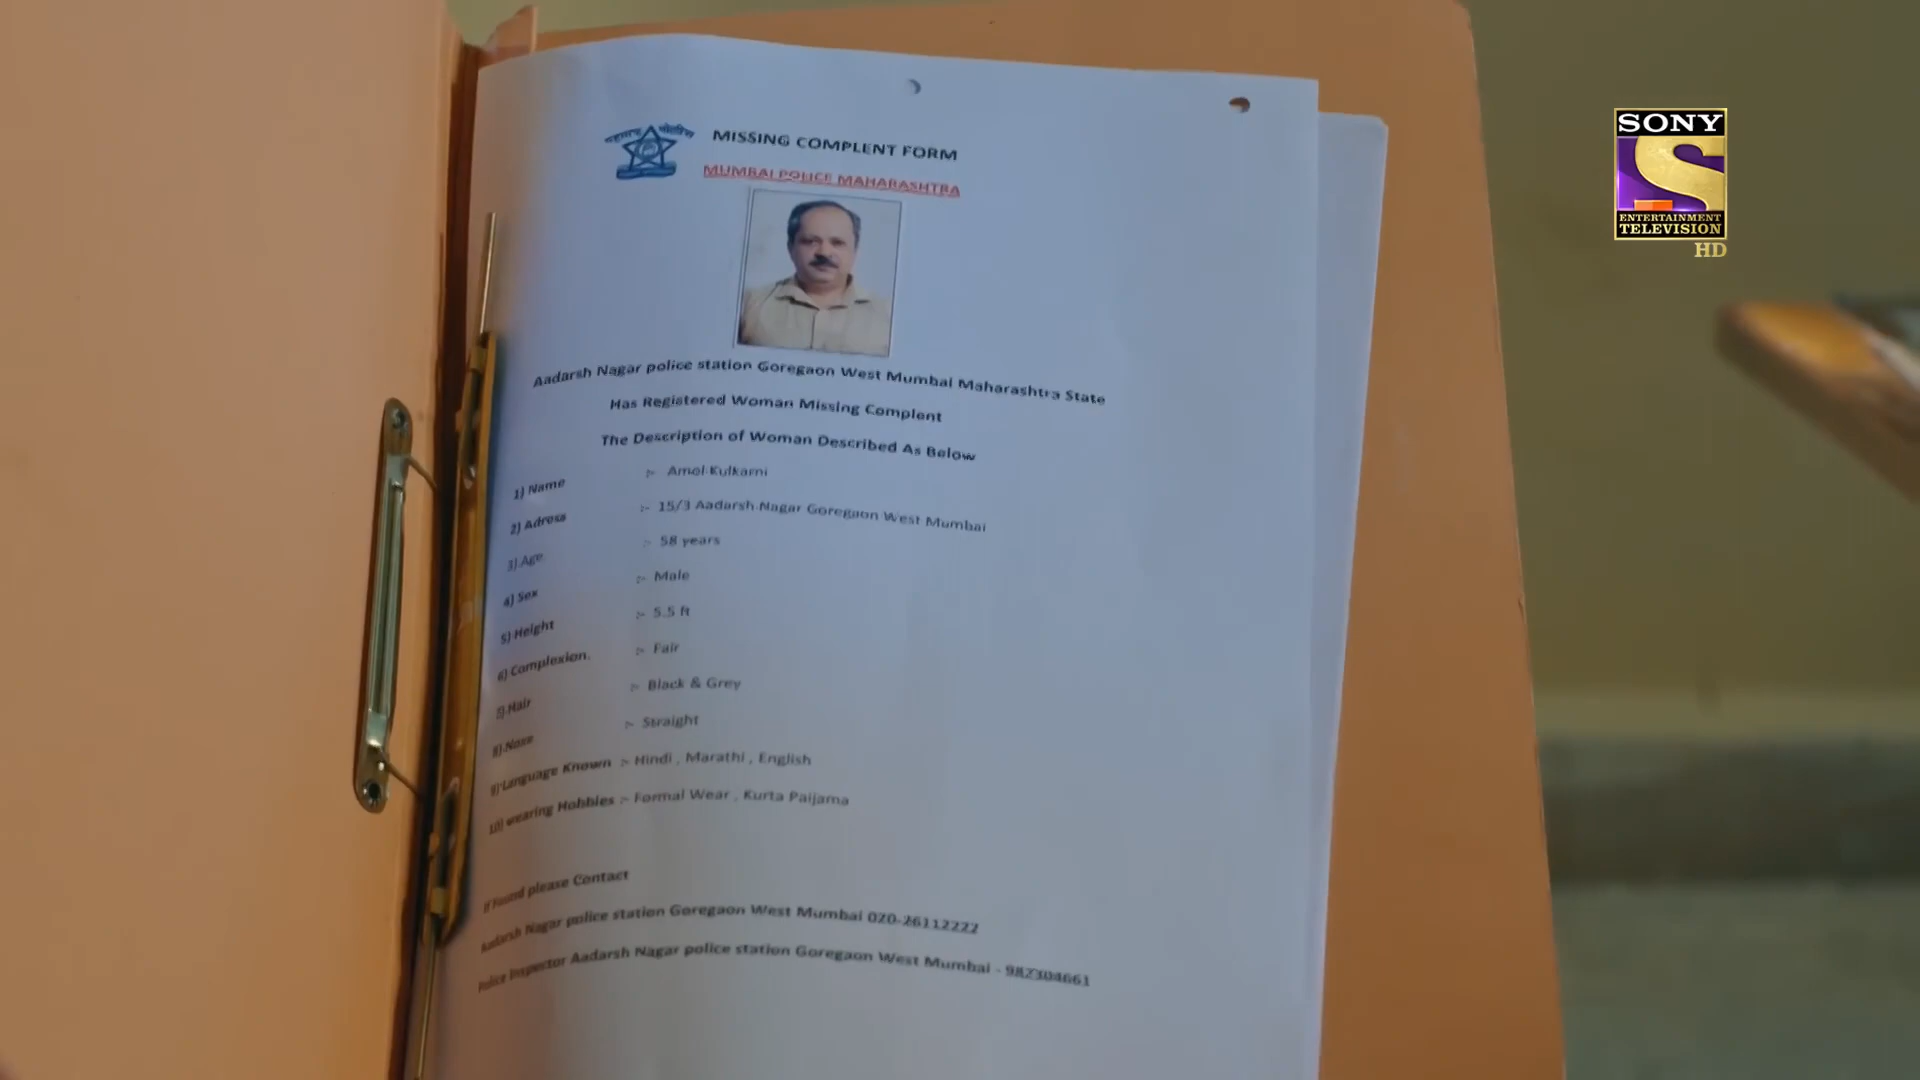 MISSING COMPLENT FORM
MUMBAI POLICE MAHARASHTRA
Aadarsh Nagar police station Goregaon West Mumbai Maharashtra State
Has Registered Woman Missing Complent
The Description of Woman Described As Below
1) Name :- Amol Kulkarni
2) Adress :- 15/3 Aadarsh Nagar Goregaon West Mumbai
3) Age :- 58 years
4) Sex :- Male
5) Height :- 5.5 ft
6) Complexion. :- Fair
7) Hair :- Black & Grey
8) Nose :- Straight
9) Language Known :- Hindi , Marathi , English
10) wearing Hobbies :- Formal Wear , Kurta Paijama
If Found please Contact
Aadarsh Nagar police station Goregaon West Mumbai 020-26112222
Police Inspector Aadarsh Nagar police station Goregaon West Mumbai - 982304661
SONY
S
ENTERTAINMENT
TELEVISION
HD